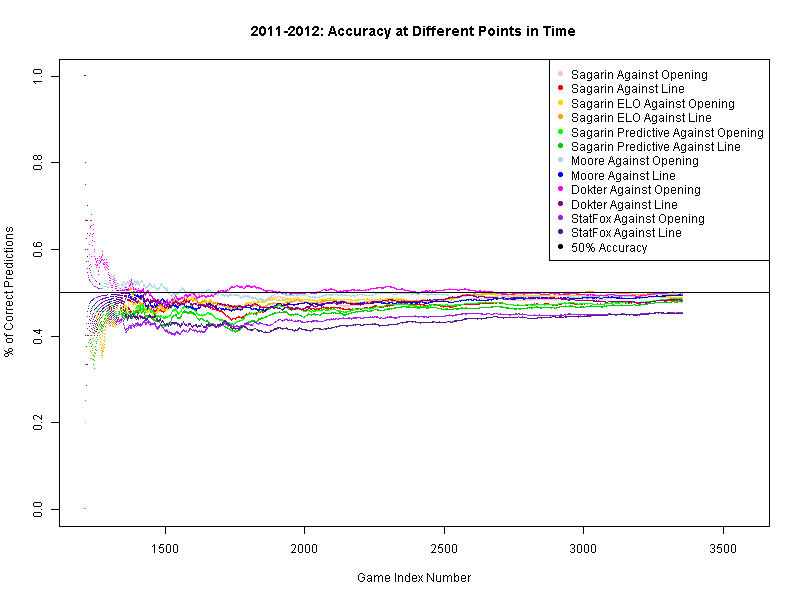 2011-2012: Accuracy at Different Points in Time
Sagarin Against Opening
Sagarin Against Line
Sagarin ELO Against Opening
Sagarin ELO Against Line
Sagarin Predictive Against Opening
Sagarin Predictive Against Line
Moore Against Opening
Moore Against Line
Dokter Against Opening
Dokter Against Line
StatFox Against Opening
StatFox Against Line
50% Accuracy
% of Correct Predictions
1.0
0.8
0.6
0.4
0.2
0.0
1500 2000 2500 3000 3500
Game Index Number